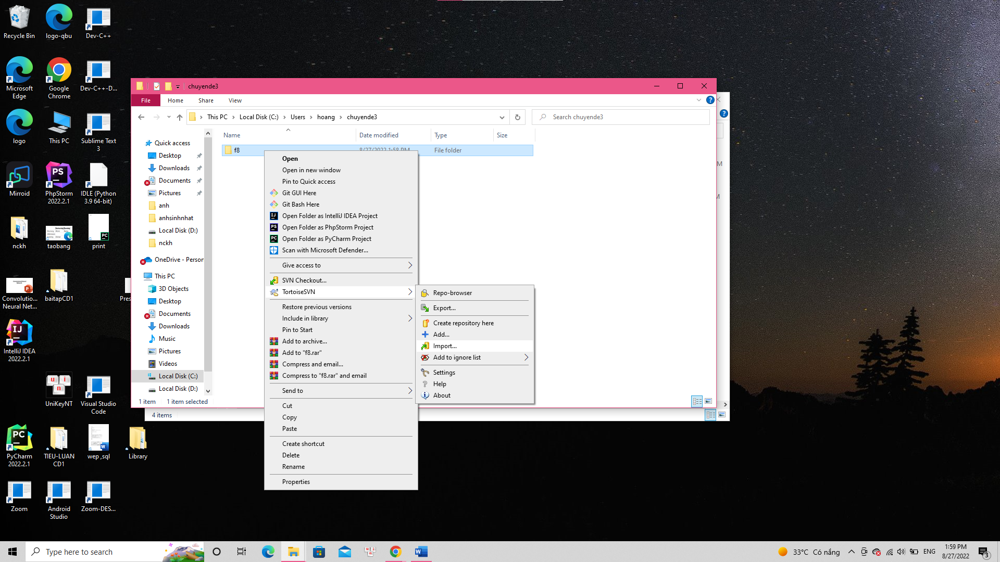 Recycle Bin
logo-qbu
Dev-C++
Microsoft
Edge
Google
Chrome
Dev-C++-D...
logo
This PC
Sublime Text
3
Mirroid
PhpStorm
2022.2.1
IDLE (Python
3.9 64-bit)
nckh
taobang
print
Convolutio...
Neural Net...
baitapCD1
Pres
IntelliJ IDEA
2022.2.1
UniKeyNT
Visual Studio
Code
PyCharm
2022.2.1
TIEU-LUAN
CD1
wep ,sql
Library
Zoom
Android
Studio
Zoom-DES...
chuyende3
File
Home
Share
View
This PC
Local Disk (C:)
Users
hoang
chuyende3
Search chuyende3
Name
Date modified
Type
Size
f8
8/27/2022 1:58 PM
File folder
Quick access
Desktop
Downloads
Documents
Pictures
anh
anhsinhnhat
Local Disk (D:)
nckh
OneDrive - Person
This PC
3D Objects
Desktop
Documents
Downloads
Music
Pictures
Videos
Local Disk (C:)
Local Disk (D:)
1 item
1 item selected
4 items
Open
Open in new window
Pin to Quick access
Git GUI Here
Git Bash Here
Open Folder as IntelliJ IDEA Project
Open Folder as PhpStorm Project
Open Folder as PyCharm Project
Scan with Microsoft Defender...
Give access to
SVN Checkout...
TortoiseSVN
Restore previous versions
Include in library
Pin to Start
Add to archive...
Add to "f8.rar"
Compress and email...
Compress to "f8.rar" and email
Send to
Cut
Copy
Paste
Create shortcut
Delete
Rename
Properties
Repo-browser
Export...
Create repository here
Add...
Import...
Add to ignore list
Settings
Help
About
Type here to search
33°C Có nắng
ENG
1:59 PM
8/27/2022
3